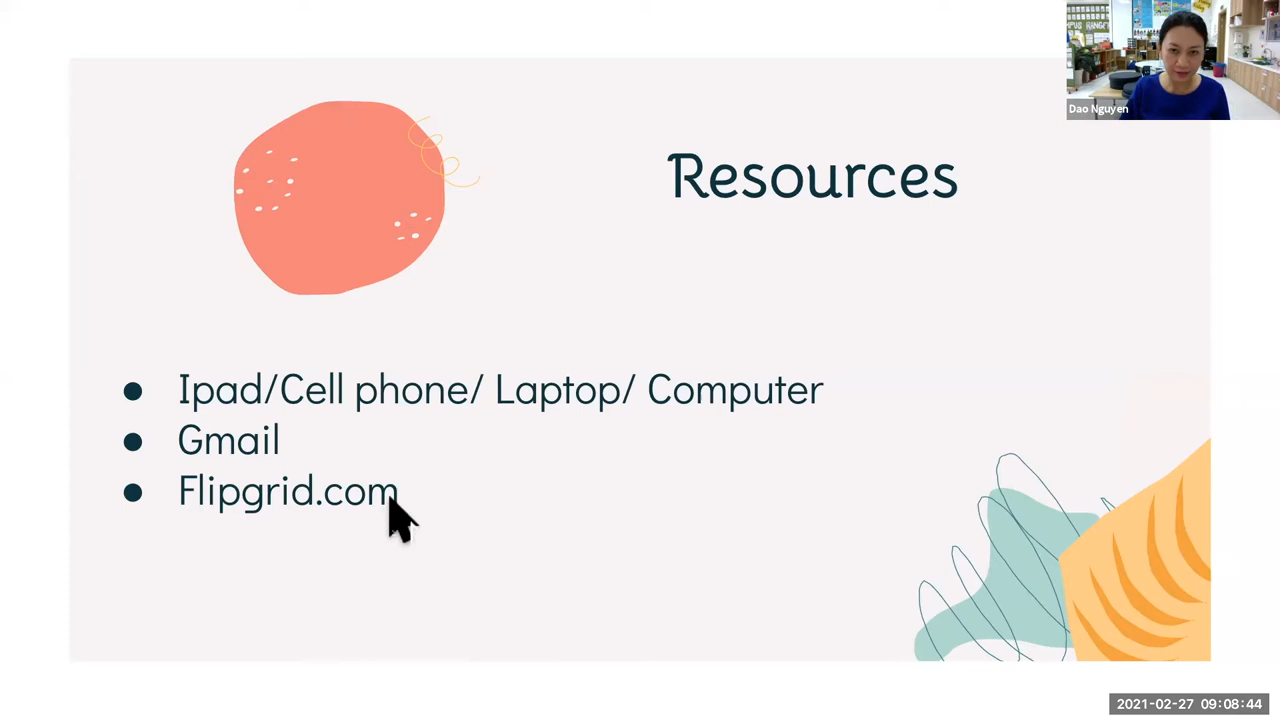 Dao Nguyen
Resources
● Ipad/Cell phone/ Laptop/ Computer
● Gmail
● Flipgrid.com
2021-02-27 09:08:44